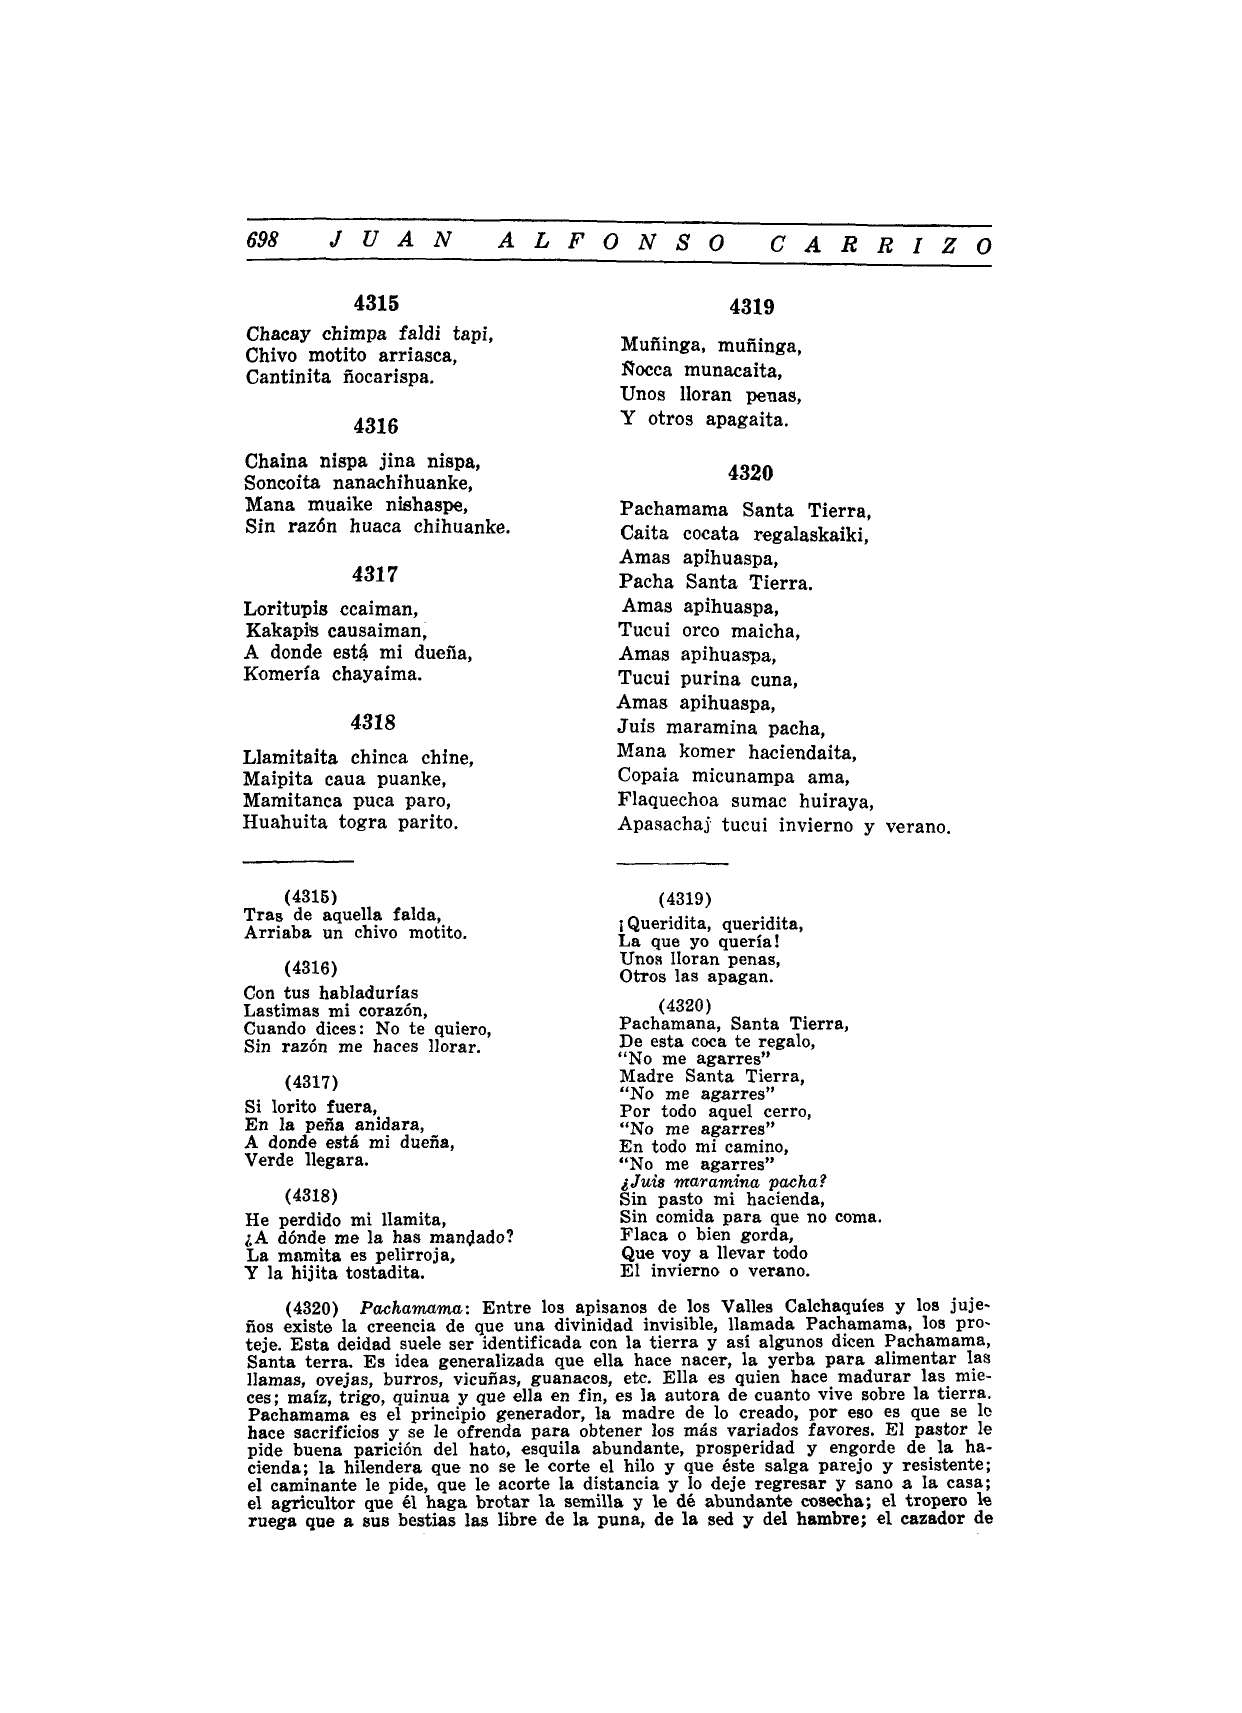 698 JUAN ALFONSO CARRIZO
4315
Chacay chimpa faldi tapi,
Chivo motito arriasca,
Cantinita ñocarispa.
4316
Chaina nispa jina nispa,
Soncoita nanachihuanke,
Mana muaike nishaspe,
Sin razón huaca chihuanke.
4317
Loritupis ccaiman,
Kakapis causaiman,
A donde está mi dueña,
Komería chayaima.
4318
Llamitaita chinca chine,
Maipita caua puanke,
Mamitanca puca paro,
Huahuita togra parito.
4319
Muñinga, muñinga,
Ñocca munacaita,
Unos lloran penas,
Y otros apagaita.
4320
Pachamama Santa Tierra,
Caita cocata regalaskaiki,
Amas apihuaspa,
Pacha Santa Tierra.
Amas apihuaspa,
Tucui orco maicha,
Amas apihuaspa,
Tucui purina cuna,
Amas apihuaspa,
Juis maramina pacha,
Mana komer haciendaita,
Copaia micunampa ama,
Flaquechoa sumac huiraya,
Apasachaj tucui invierno y verano.
(4315)
Tras de aquella falda,
Arriaba un chivo motito.
(4316)
Con tus habladurías
Lastimas mi corazón,
Cuando dices: No te quiero,
Sin razón me haces llorar.
(4317)
Si lorito fuera,
En la peña anidara,
A donde está mi dueña,
Verde llegara.
(4318)
He perdido mi llamita,
¿A dónde me la has mandado?
La mamita es pelirroja,
Y la hijita tostadita.
(4319)
¡Queridita, queridita,
La que yo quería!
Unos lloran penas,
Otros las apagan.
(4320)
Pachamana, Santa Tierra,
De esta coca te regalo,
“No me agarres”
Madre Santa Tierra,
“No me agarres”
Por todo aquel cerro,
“No me agarres”
En todo mi camino,
“No me agarres”
¿Juis maramina pacha?
Sin pasto mi hacienda,
Sin comida para que no coma.
Flaca o bien gorda,
Que voy a llevar todo
El invierno o verano.
(4320) Pachamama: Entre los apisanos de los Valles Calchaquíes y los juje-
ños existe la creencia de que una divinidad invisible, llamada Pachamama, los pro-
teje. Esta deidad suele ser identificada con la tierra y así algunos dicen Pachamama,
Santa terra. Es idea generalizada que ella hace nacer, la yerba para alimentar las
llamas, ovejas, burros, vicuñas, guanacos, etc. Ella es quien hace madurar las mie-
ces; maíz, trigo, quinua y que ella en fin, es la autora de cuanto vive sobre la tierra.
Pachamama es el principio generador, la madre de lo creado, por eso es que se le
hace sacrificios y se le ofrenda para obtener los más variados favores. El pastor le
pide buena parición del hato, esquila abundante, prosperidad y engorde de la ha-
cienda; la hilendera que no se le corte el hilo y que éste salga parejo y resistente;
el caminante le pide, que le acorte la distancia y lo deje regresar y sano a la casa;
el agricultor que él haga brotar la semilla y le dé abundante cosecha; el tropero le
ruega que a sus bestias las libre de la puna, de la sed y del hambre; el cazador de